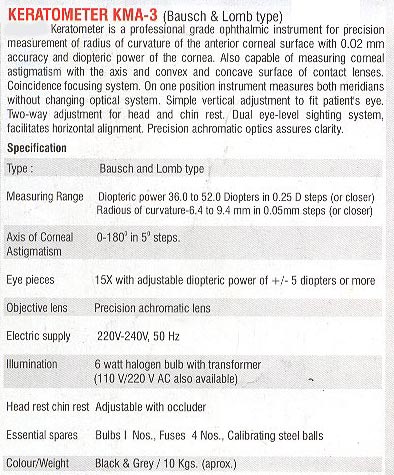 KERATOMETER KMA-3 (Bausch & Lomb type)
Keratometer is a professional grade ophthalmic instrument for precision
measurement of radius of curvature of the anterior corneal surface with 0.02 mm
accuracy and dioptric power of the cornea. Also capable of measuring corneal
astigmatism with the axis and convex and concave surface of contact lenses.
Coincidence focusing system. On one position instrument measures both meridians
without changing optical system. Simple vertical adjustment to fit patient's eye.
Two-way adjustment for head and chin rest. Dual eye-level sighting system,
facilitates horizontal alignment. Precision achromatic optics assures clarity.
Specification
Type : Bausch and Lomb type
Measuring Range Dioptric power 36.0 to 52.0 Diopters in 0.25 D steps (or closer)
Radious of curvature-6.4 to 9.4 mm in 0.05mm steps (or closer)
Axis of Corneal 0-180° in 5° steps.
Astigmatism
Eye pieces 15X with adjustable dioptric power of +/- 5 diopters or more
Objective lens Precision achromatic lens
Electric supply 220V-240V, 50 Hz
Illumination 6 watt halogen bulb with transformer
(110 V/220 V AC also available)
Head rest chin rest Adjustable with occluder
Essential spares Bulbs I Nos., Fuses 4 Nos., Calibrating steel balls
Colour/Weight Black & Grey / 10 Kgs. (aprox.)